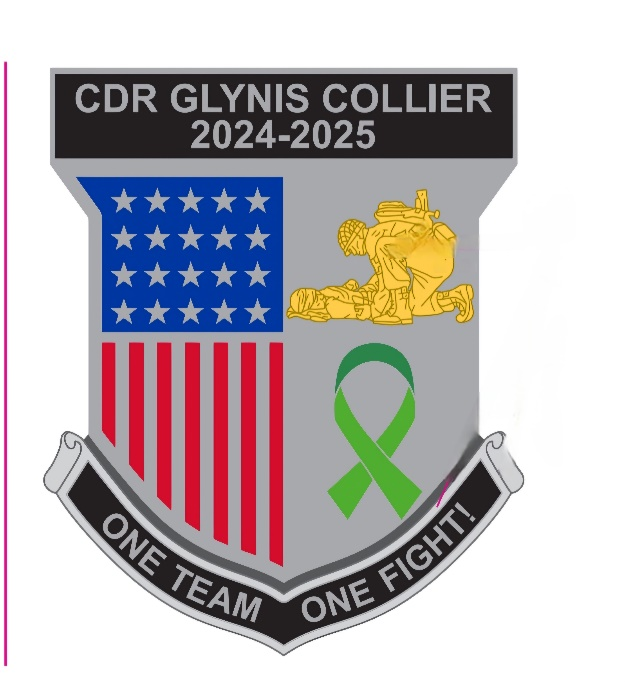 CDR GLYNIS COLLIER
2024-2025
ONE TEAM ONE FIGHT!